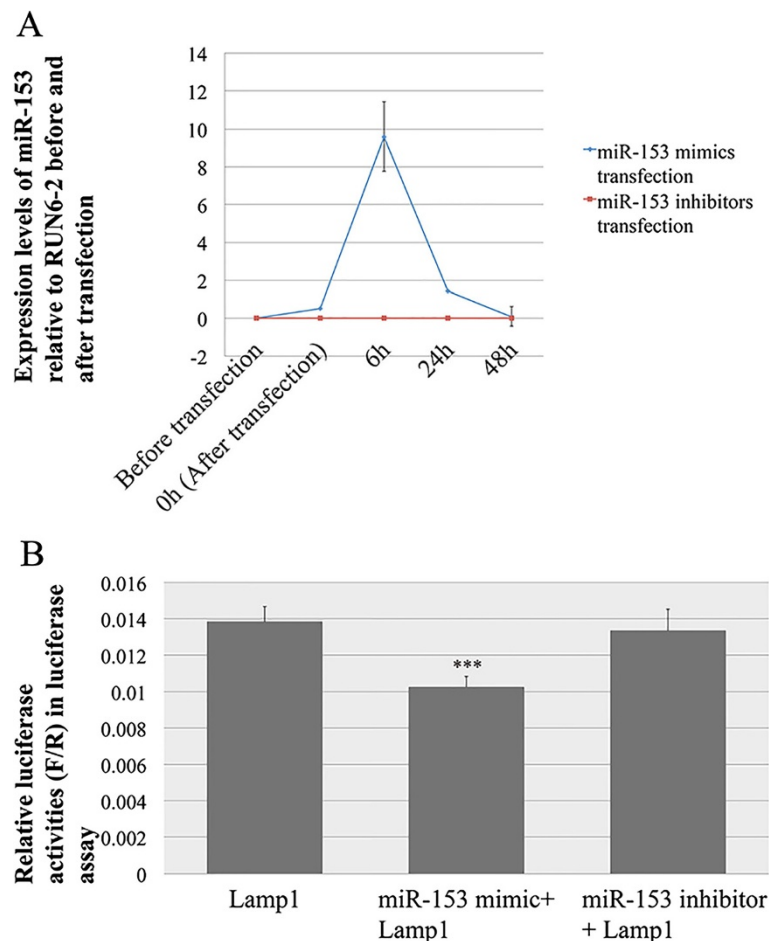 A
Expression levels of miR-153
relative to RUN6-2 before and
after transfection
14
12
10
8
6
4
2
0
-2
Before transfection
0h (After transfection)
6h
24h
48h
miR-153 mimics
transfection
miR-153 inhibitors
transfection
B
Relative luciferase
activities (F/R) in luciferase
assay
0.016
0.014
0.012
0.01
0.008
0.006
0.004
0.002
0
***
Lamp1
miR-153 mimic+
Lamp1
miR-153 inhibitor
+ Lamp1